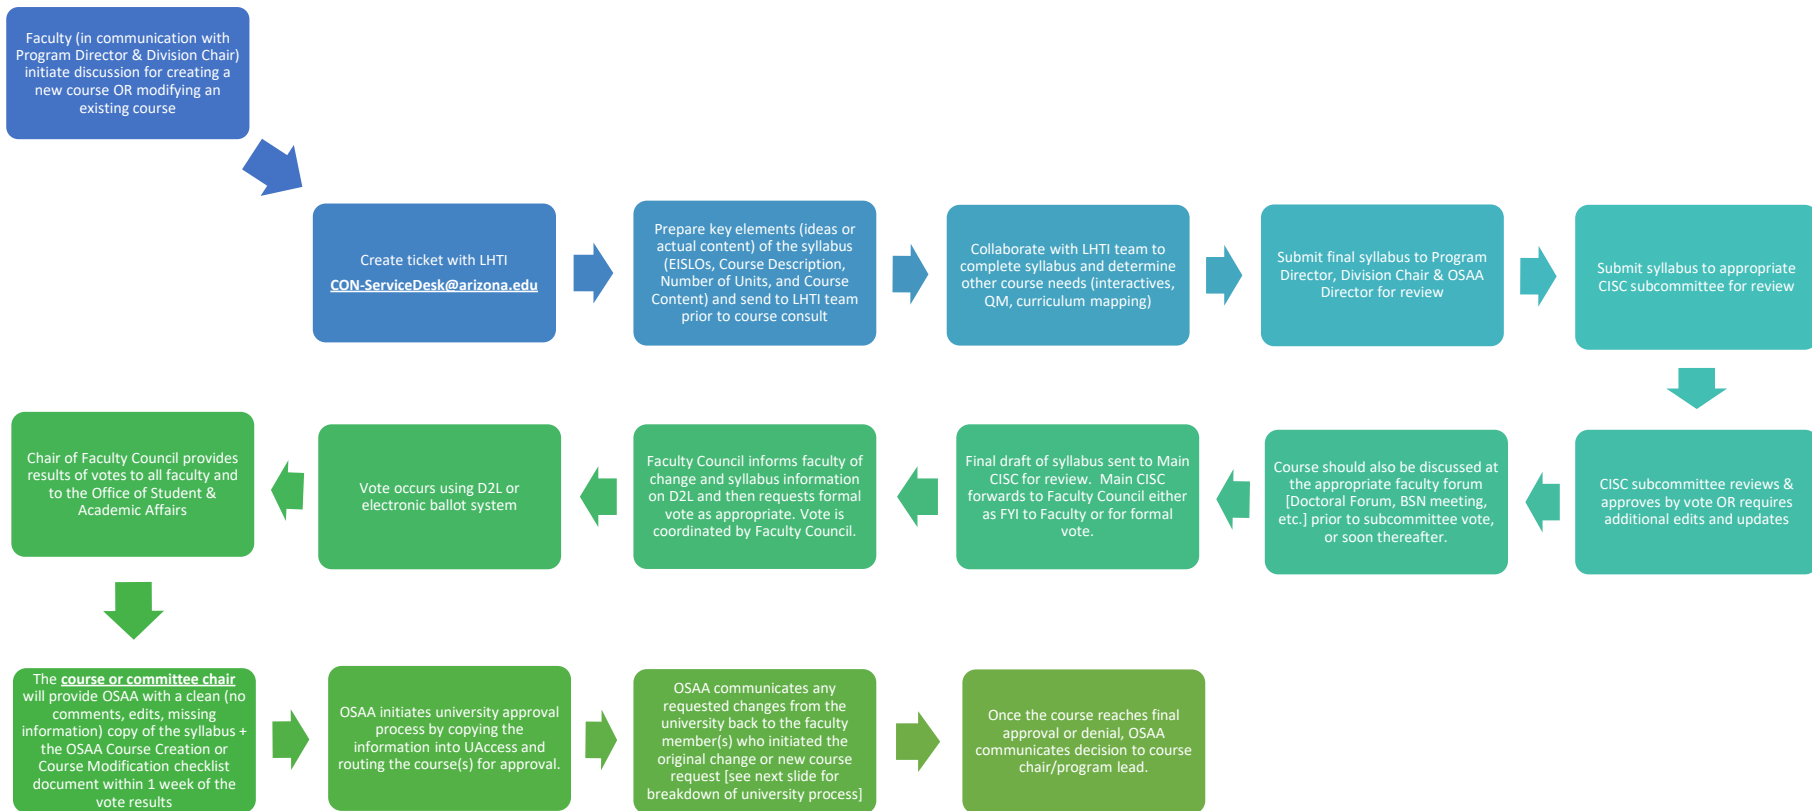 Faculty (in communication with
Program Director & Division Chair)
initiate discussion for creating a
new course OR modifying an
existing course
Create ticket with LHTI
CON-ServiceDesk@arizona.edu
Prepare key elements (ideas or
actual content) of the syllabus
(EISLOs, Course Description,
Number of Units, and Course
Content) and send to LHTI team
prior to course consult
Collaborate with LHTI team to
complete syllabus and determine
other course needs (interactives,
QM, curriculum mapping)
Submit final syllabus to Program
Director, Division Chair & OSAA
Director for review
Submit syllabus to appropriate
CISC subcommittee for review
CISC subcommittee reviews &
approves by vote OR requires
additional edits and updates
Course should also be discussed at
the appropriate faculty forum
[Doctoral Forum, BSN meeting,
etc.] prior to subcommittee vote,
or soon thereafter.
Final draft of syllabus sent to Main
CISC for review.  Main CISC
forwards to Faculty Council either
as FYI to Faculty or for formal
vote.
Faculty Council informs faculty of
change and syllabus information
on D2L and then requests formal
vote as appropriate. Vote is
coordinated by Faculty Council.
Vote occurs using D2L or
electronic ballot system
Chair of Faculty Council provides
results of votes to all faculty and
to the Office of Student &
Academic Affairs
The course or committee chair
will provide OSAA with a clean (no
comments, edits, missing
information) copy of the syllabus +
the OSAA Course Creation or
Course Modification checklist
document within 1 week of the
vote results
OSAA initiates university approval
process by copying the
information into UAccess and
routing the course(s) for approval.
OSAA communicates any
requested changes from the
university back to the faculty
member(s) who initiated the
original change or new course
request [see next slide for
breakdown of university process]
Once the course reaches final
approval or denial, OSAA
communicates decision to course
chair/program lead.